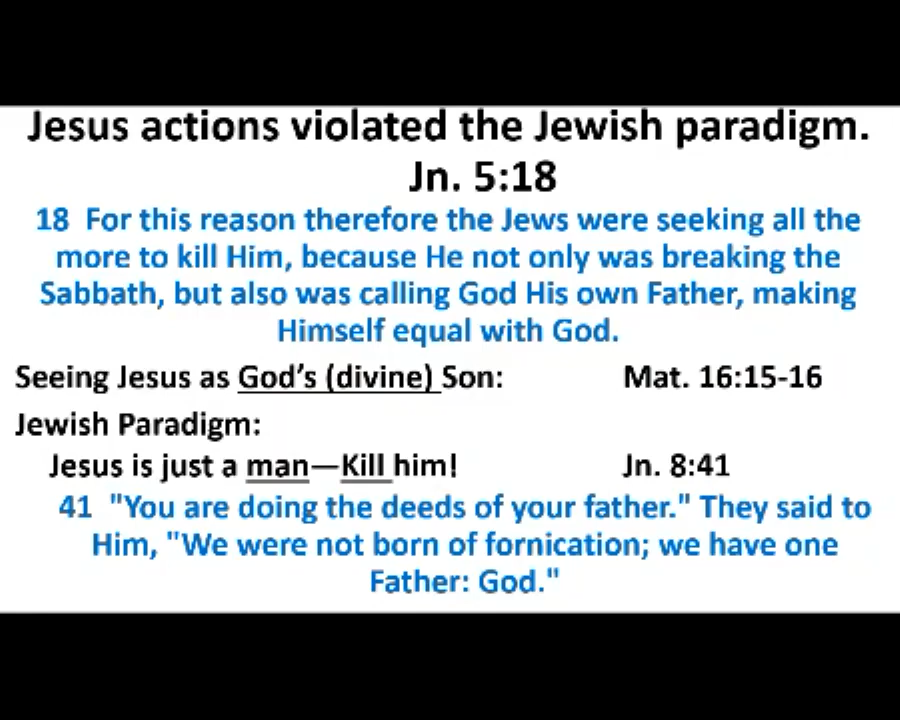 Jesus actions violated the Jewish paradigm.
Jn. 5:18
18 For this reason therefore the Jews were seeking all the
more to kill Him, because He not only was breaking the
Sabbath, but also was calling God His own Father, making
Himself equal with God.
Seeing Jesus as God's (divine) Son: Mat. 16:15-16
Jewish Paradigm:
Jesus is just a man—Kill him! Jn. 8:41
41 "You are doing the deeds of your father." They said to
Him, "We were not born of fornication; we have one
Father: God."